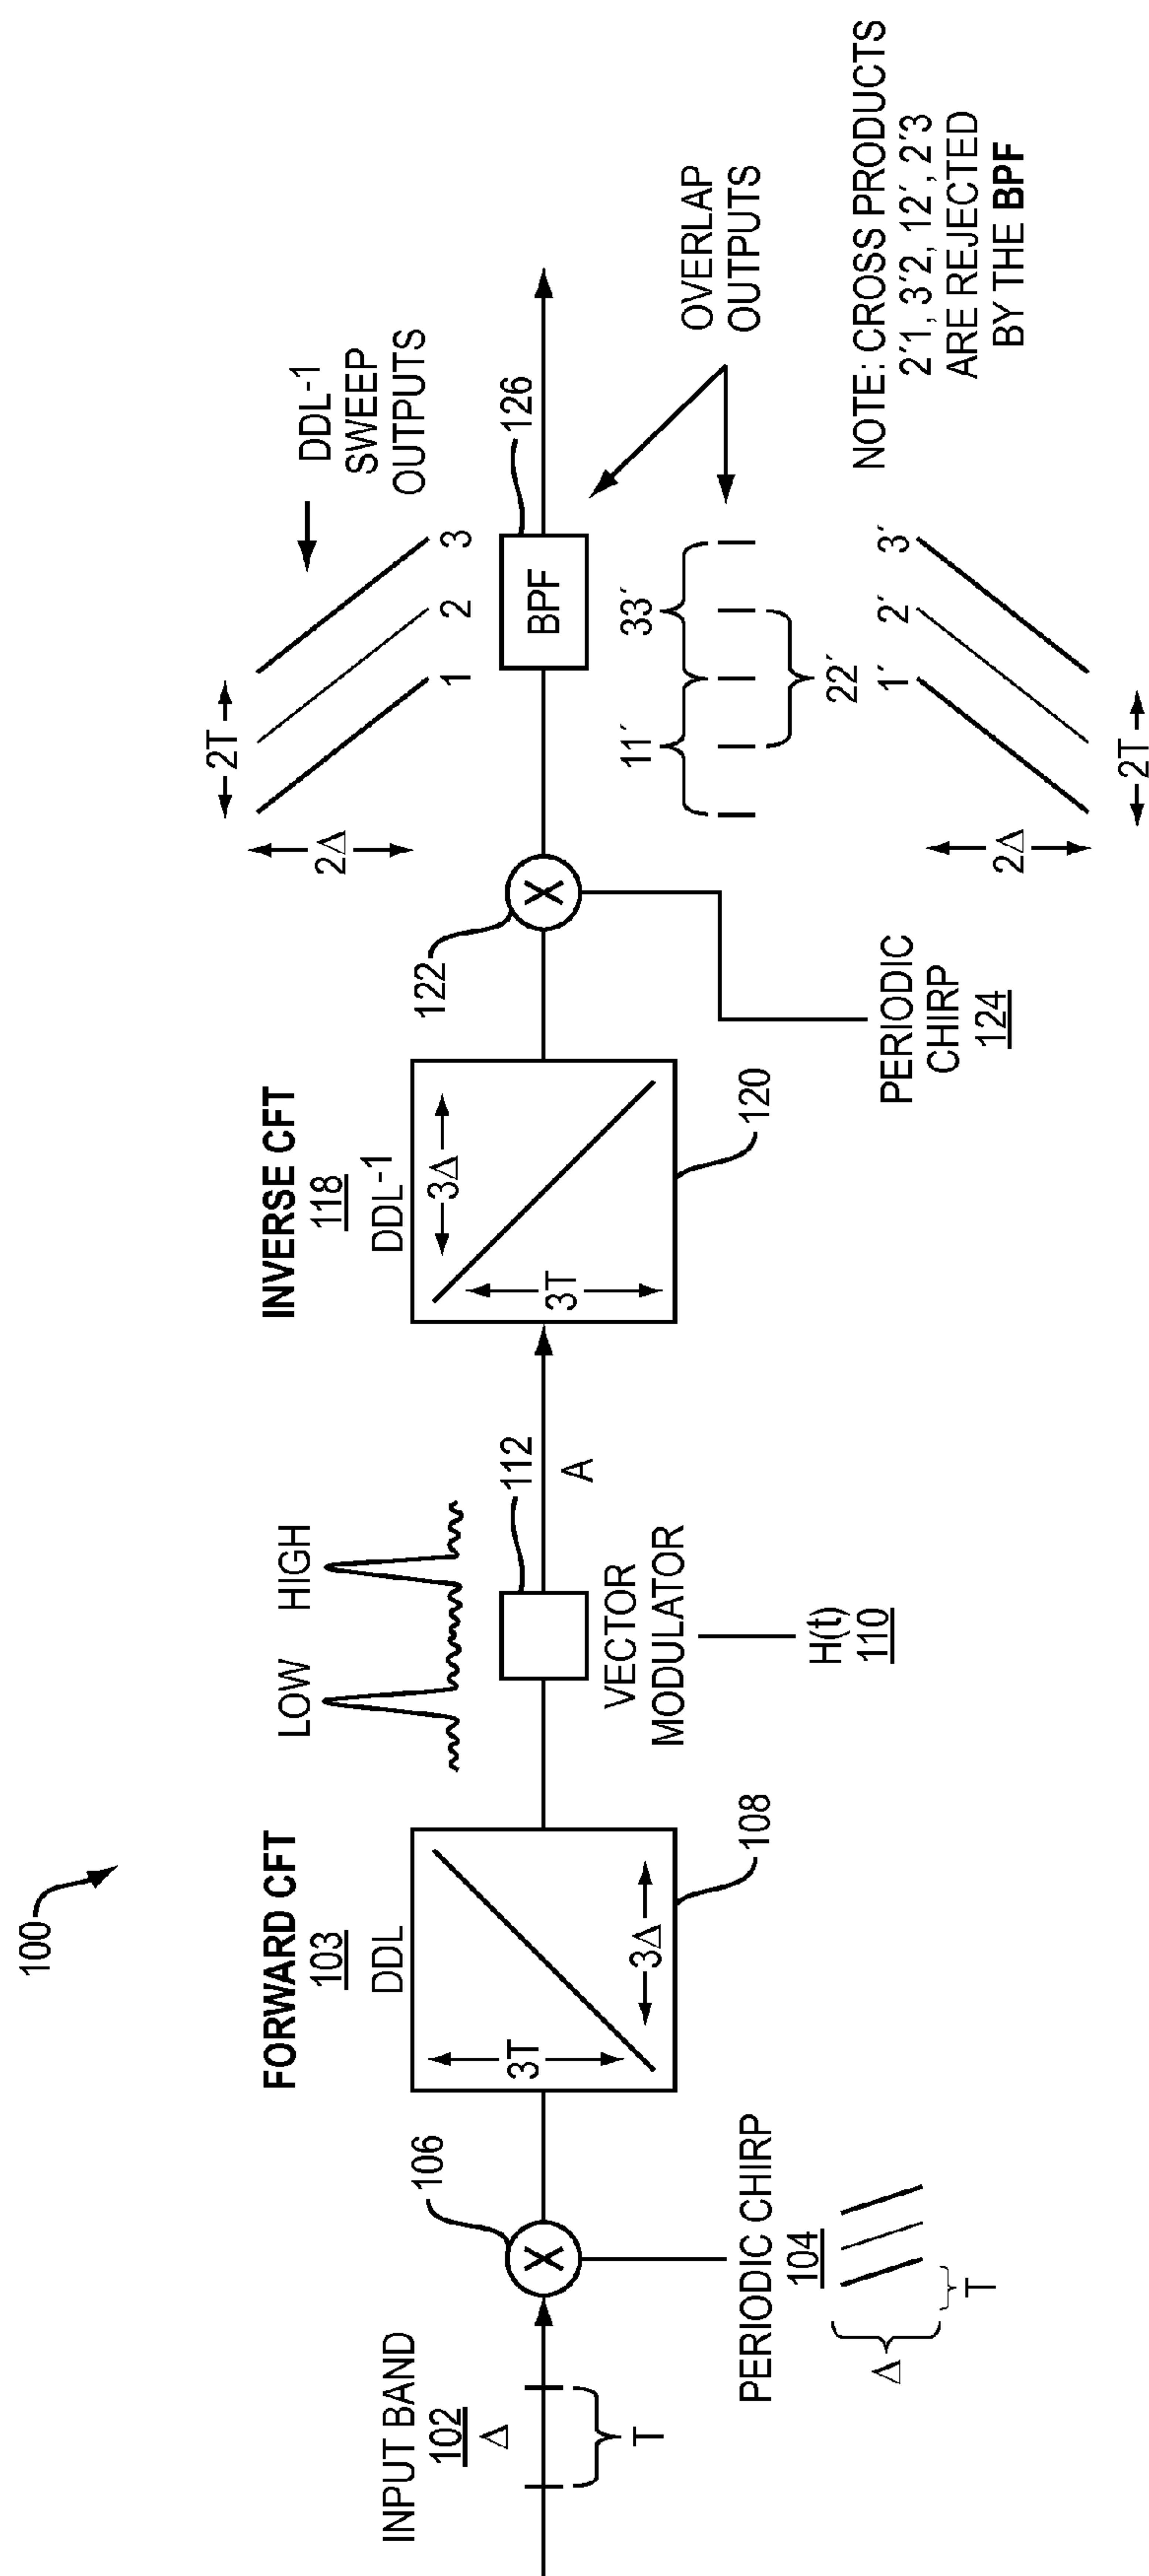 100
INPUT BAND
102
Δ
T
106
PERIODIC CHIRP
104
Δ
T
FORWARD CFT
103
DDL
3T
3Δ
108
LOW
HIGH
112
A
VECTOR
MODULATOR
H(t)
110
INVERSE CFT
118
DDL-1
3Δ
3T
120
122
PERIODIC
CHIRP
124
2T
2Δ
1
2
3
DDL-1
SWEEP
OUTPUTS
BPF
126
11′
33′
22′
OVERLAP
OUTPUTS
1′
2′
3′
2Δ
2T
NOTE: CROSS PRODUCTS
2′1, 3′2, 12′, 2′3
ARE REJECTED
BY THE BPF
X
X